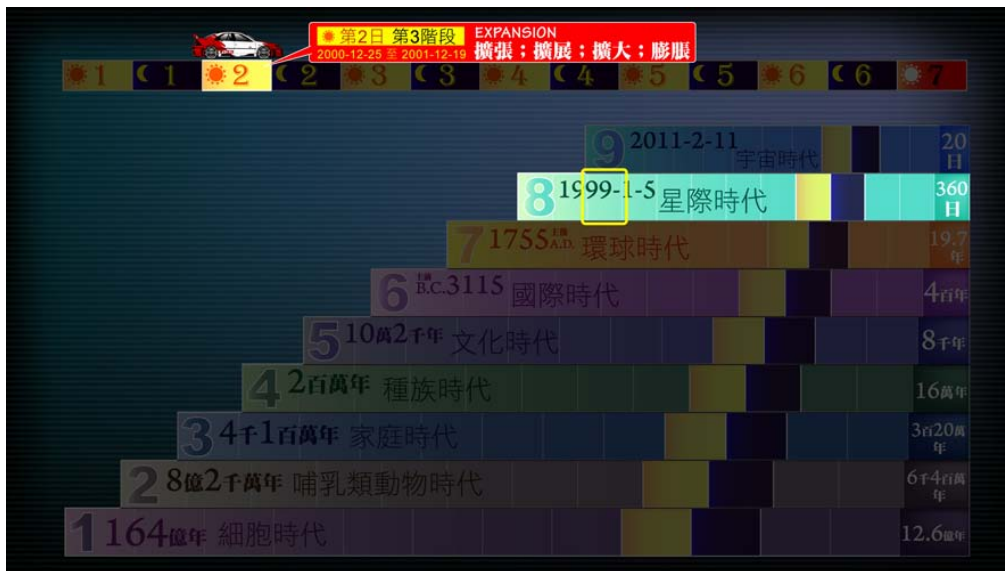 第2日 第3階段 EXPANSION
2000-12-25 至 2001-12-19 擴張；擴展；擴大；膨脹
1 1 2 2 3 3 4 4 5 5 6 6 7
9 2011-2-11 宇宙時代 20日
8 1999-1-5 星際時代 360日
7 1755 A.D. 環球時代 19.7年
6 B.C.3115 國際時代 4百年
5 10萬2千年 文化時代 8千年
4 2百萬年 種族時代 16萬年
3 4千1百萬年 家庭時代 3百20萬年
2 8億2千萬年 哺乳類動物時代 6千4百萬年
1 164億年 細胞時代 12.6億年